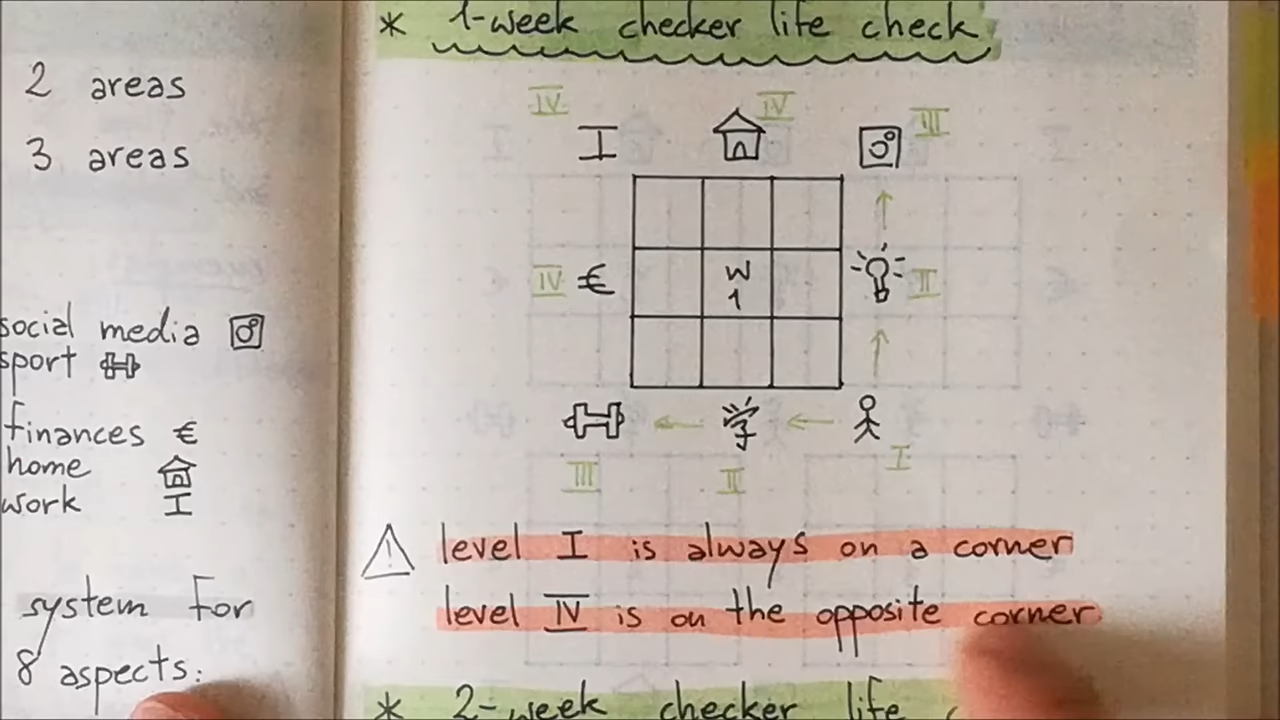 2 areas
3 areas
social media
sport
finances €
home
work I
system for
8 aspects:
* 1-week checker life check
IV
IV
III
I
IV €
W
1
II
字
III
II
I
! level I is always on a corner
level IV is on the opposite corner
* 2-week checker life